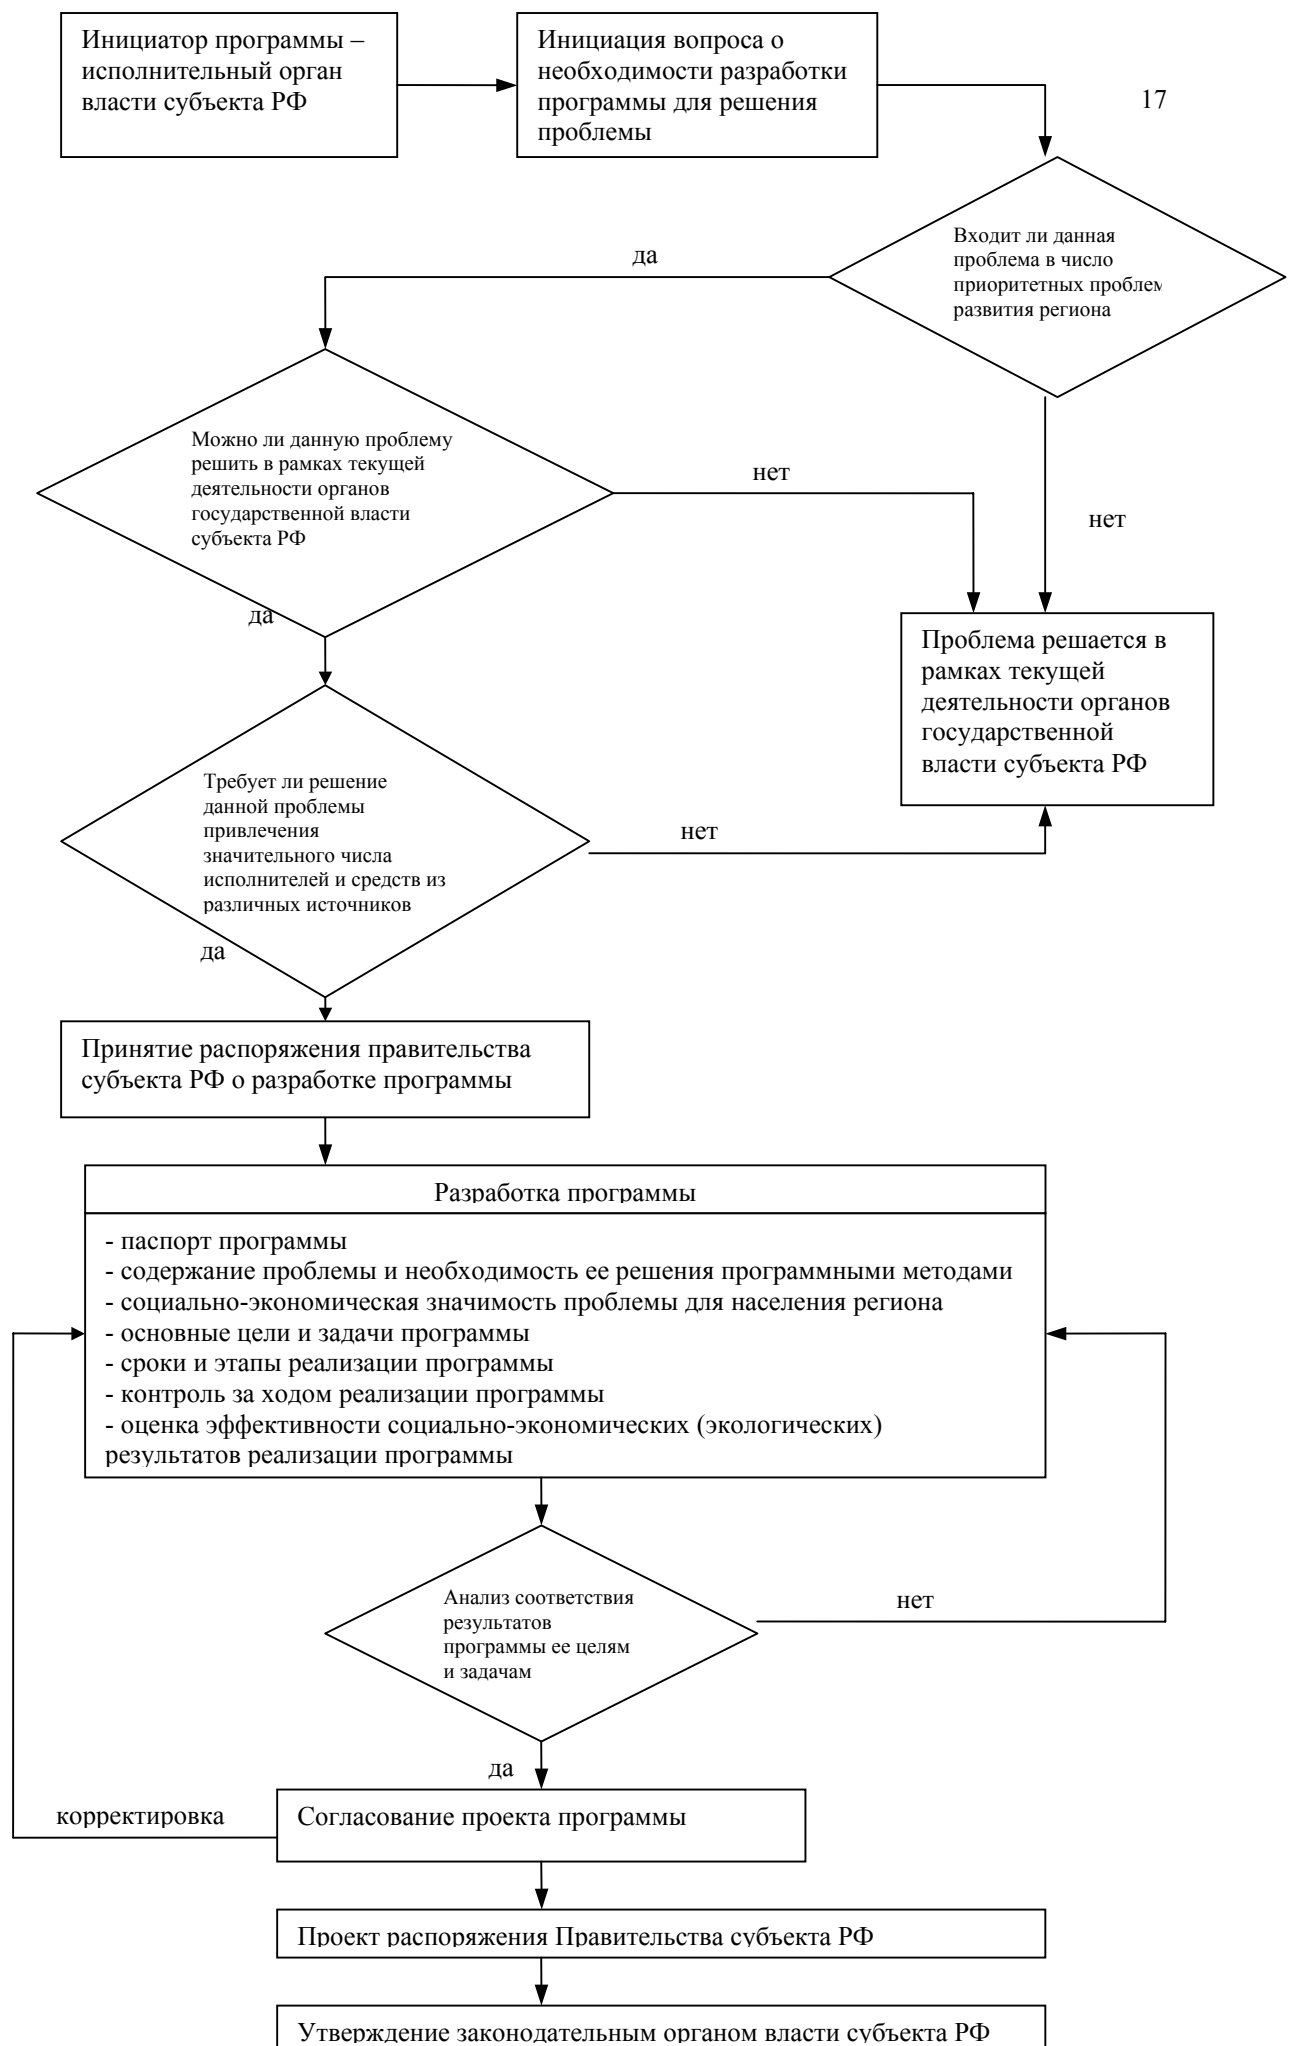 Инициатор программы –
исполнительный орган
власти субъекта РФ
Инициация вопроса о
необходимости разработки
программы для решения
проблемы
17
Входит ли данная
проблема в число
приоритетных проблем
развития региона
да
Можно ли данную проблему
решить в рамках текущей
деятельности органов
государственной власти
субъекта РФ
нет
нет
да
Проблема решается в
рамках текущей
деятельности органов
государственной
власти субъекта РФ
Требует ли решение
данной проблемы
привлечения
значительного числа
исполнителей и средств из
различных источников
нет
да
Принятие распоряжения правительства
субъекта РФ о разработке программы
Разработка программы
- паспорт программы
- содержание проблемы и необходимость ее решения программными методами
- социально-экономическая значимость проблемы для населения региона
- основные цели и задачи программы
- сроки и этапы реализации программы
- контроль за ходом реализации программы
- оценка эффективности социально-экономических (экологических)
результатов реализации программы
Анализ соответствия
результатов
программы ее целям
и задачам
нет
да
корректировка
Согласование проекта программы
Проект распоряжения Правительства субъекта РФ
Утверждение законодательным органом власти субъекта РФ